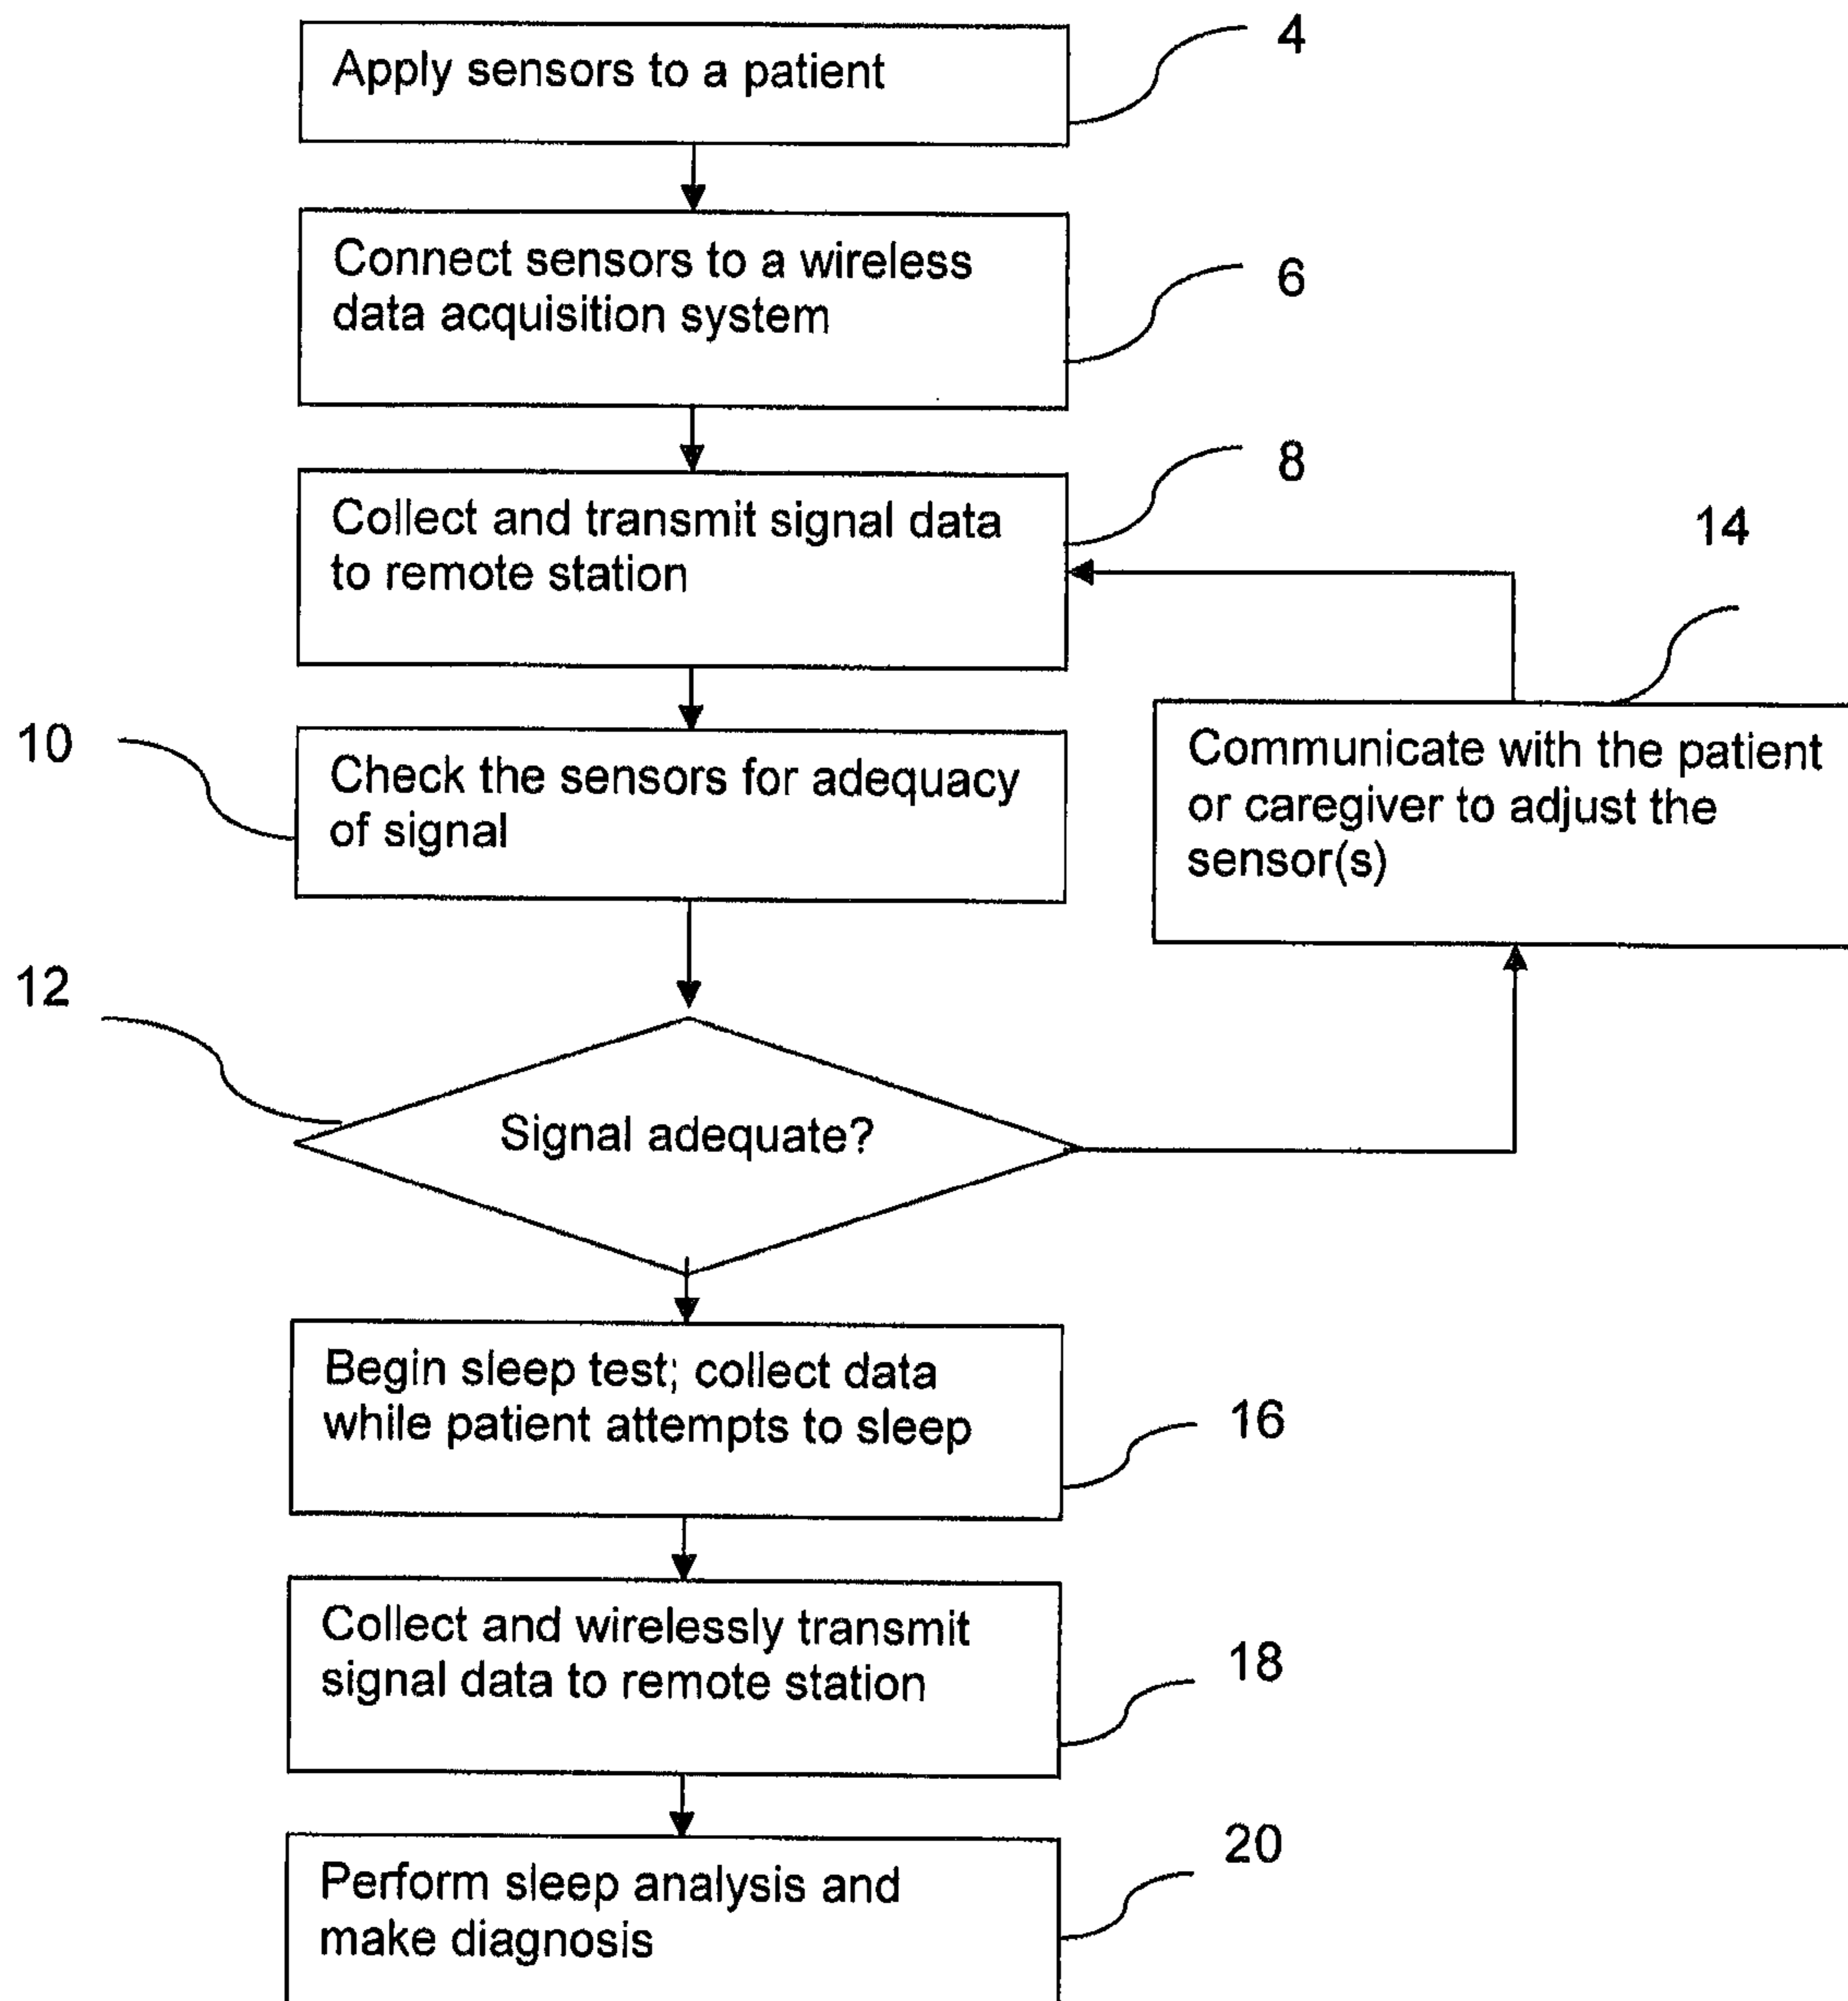 Apply sensors to a patient
4
Connect sensors to a wireless
data acquisition system
6
Collect and transmit signal data
to remote station
8
14
Communicate with the patient
or caregiver to adjust the
sensor(s)
10
Check the sensors for adequacy
of signal
12
Signal adequate?
Begin sleep test; collect data
while patient attempts to sleep
16
Collect and wirelessly transmit
signal data to remote station
18
Perform sleep analysis and
make diagnosis
20